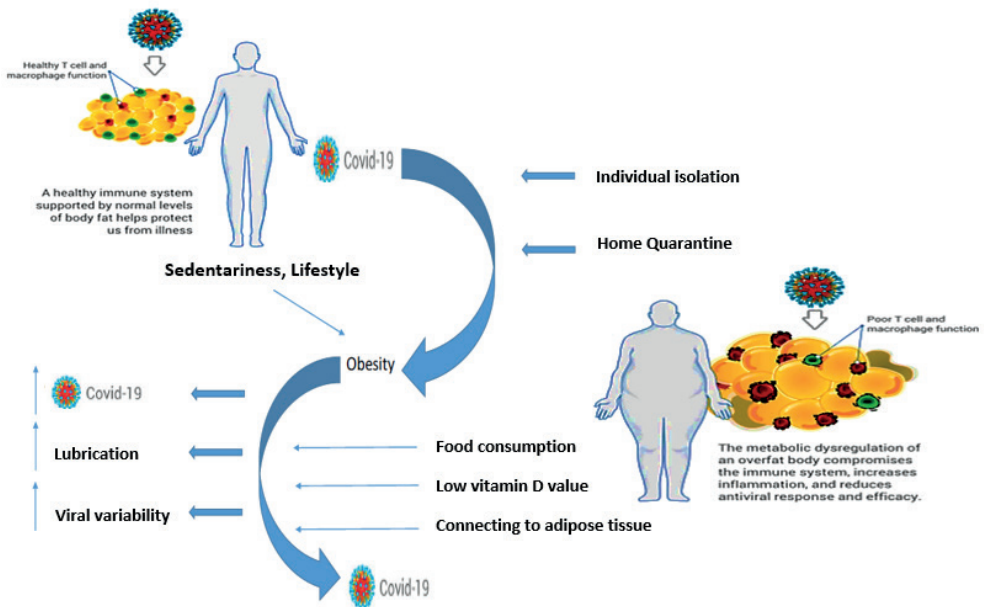 Healthy T cell and
macrophage function
A healthy immune system
supported by normal levels
of body fat helps protect
us from illness
Covid-19
Individual isolation
Home Quarantine
Sedentariness, Lifestyle
Obesity
Poor T cell and
macrophage function
The metabolic dysregulation of
an overfat body compromises
the immune system, increases
inflammation, and reduces
antiviral response and efficacy.
Covid-19
Lubrication
Viral variability
Food consumption
Low vitamin D value
Connecting to adipose tissue
Covid-19